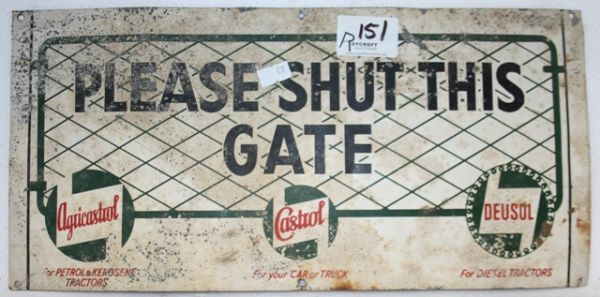 151
ROYCROFT
PLEASE SHUT THIS
GATE
Agricastrol
Castrol
DEUSOL
For PETROL & KEROSENE
TRACTORS
For your CAR or TRUCK
For DIESEL TRACTORS